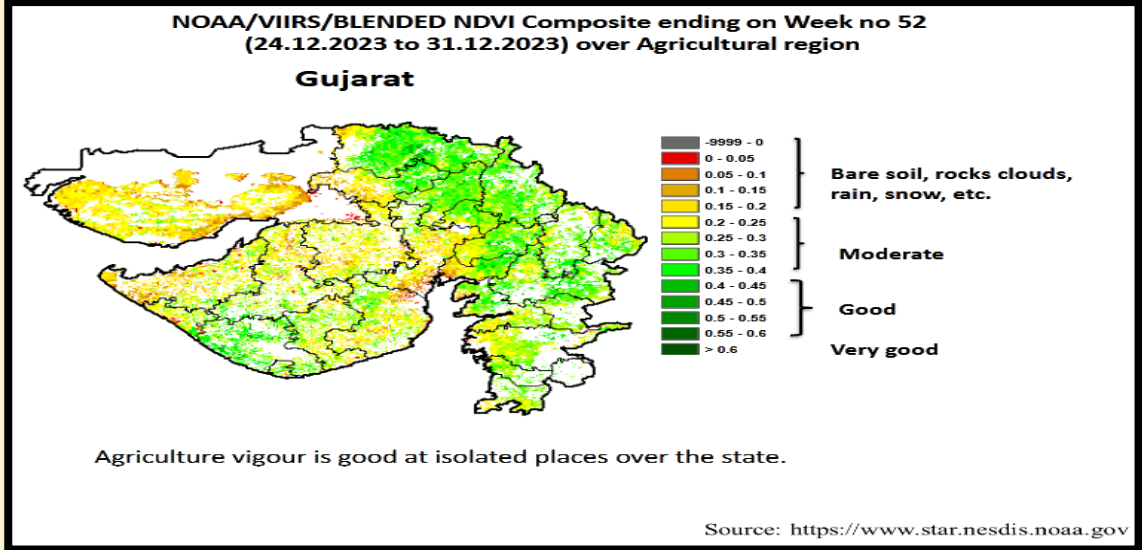 NOAA/VIIRS/BLENDED NDVI Composite ending on Week no 52
(24.12.2023 to 31.12.2023) over Agricultural region
Gujarat
-9999 - 0
0 - 0.05
0.05 - 0.1
0.1 - 0.15
0.15 - 0.2
0.2 - 0.25
0.25 - 0.3
0.3 - 0.35
0.35 - 0.4
0.4 - 0.45
0.45 - 0.5
0.5 - 0.55
0.55 - 0.6
> 0.6
Bare soil, rocks clouds,
rain, snow, etc.
Moderate
Good
Very good
Agriculture vigour is good at isolated places over the state.
Source: https://www.star.nesdis.noaa.gov